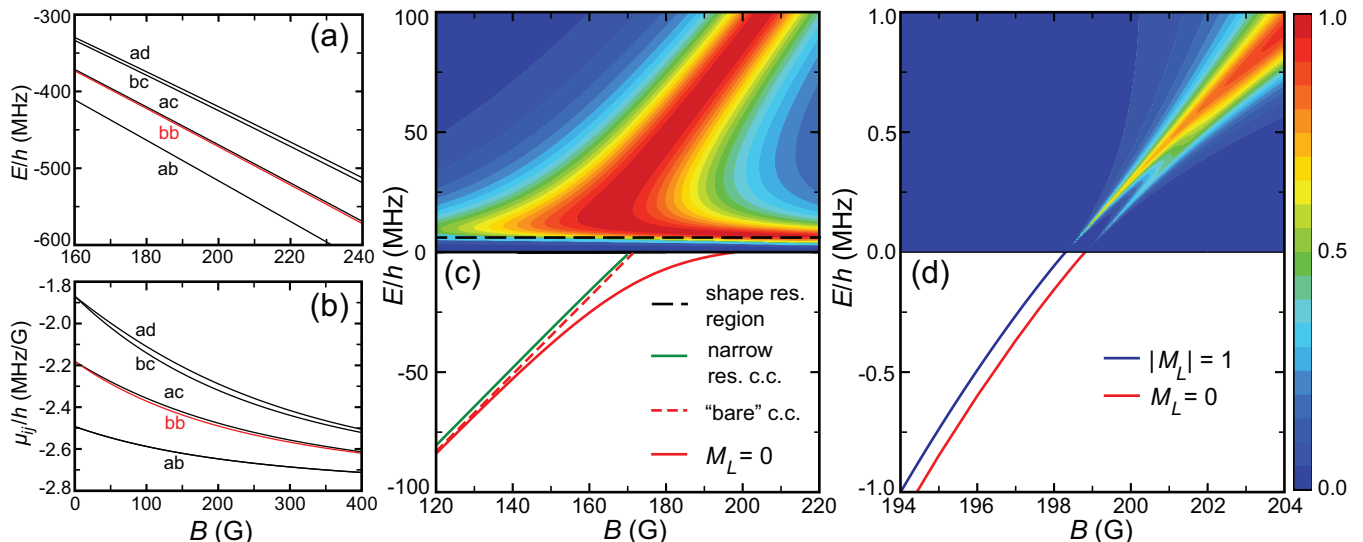 (a)
E/h (MHz)
-300
-400
-500
-600
ad
bc
ac
bb
ab
160 180 200 220 240
(b)
μij/h (MHz/G)
-1.8
-2.0
-2.2
-2.4
-2.6
-2.8
ad
bc
ac
bb
ab
0 100 200 300 400
B (G)
E/h (MHz)
100
50
0
-50
-100
(c)
shape res.
region
narrow
res. c.c.
“bare” c.c.
ML = 0
120 140 160 180 200 220
B (G)
E/h (MHz)
1.0
0.5
0.0
-0.5
-1.0
(d)
|ML| = 1
ML = 0
194 196 198 200 202 204
B (G)
1.0
0.5
0.0